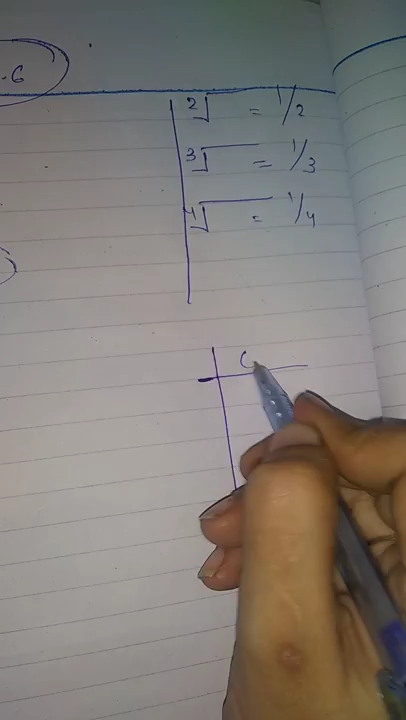 .6
²√ = 1/2
³√ = 1/3
⁴√ = 1/4